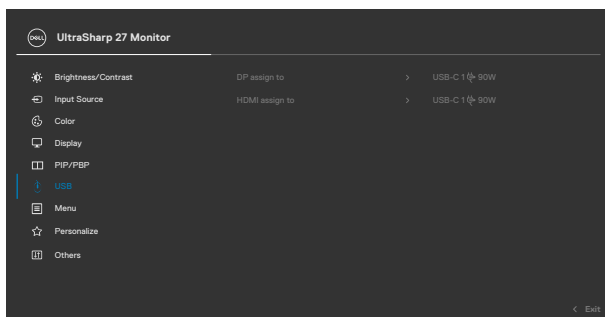 DELL UltraSharp 27 Monitor
Brightness/Contrast DP assign to > USB-C 1 90W
Input Source HDMI assign to > USB-C 1 90W
Color
Display
PIP/PBP
USB
Menu
Personalize
Others
< Exit